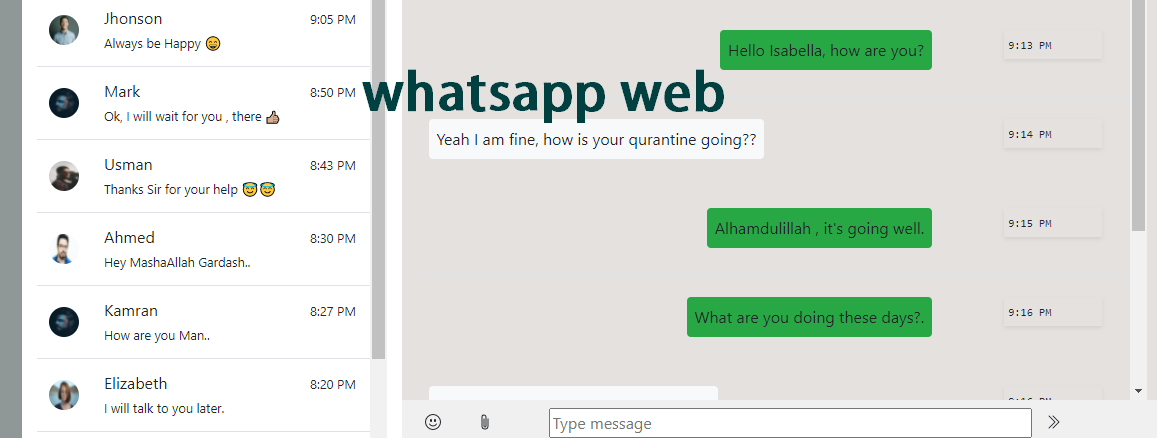 Jhonson 9:05 PM
Always be Happy 😄
Mark 8:50 PM
Ok, I will wait for you , there 👍🏽
Usman 8:43 PM
Thanks Sir for your help 😇😇
Ahmed 8:30 PM
Hey MashaAllah Gardash..
Kamran 8:27 PM
How are you Man..
Elizabeth 8:20 PM
I will talk to you later.
whatsapp web
Hello Isabella, how are you? 9:13 PM
Yeah I am fine, how is your qurantine going?? 9:14 PM
Alhamdulillah , it's going well. 9:15 PM
What are you doing these days?. 9:16 PM
9:16 PM
Type message